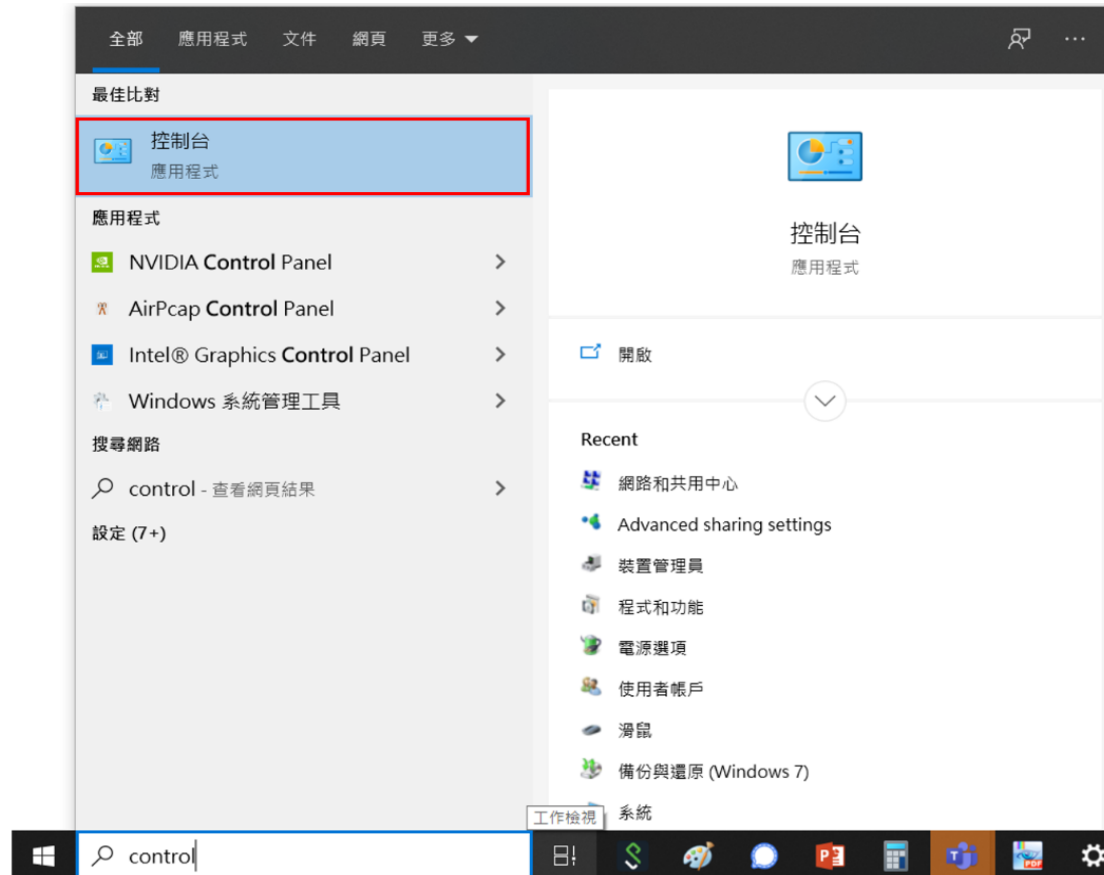 全部 應用程式 文件 網頁 更多
最佳比對
控制台
應用程式
應用程式
NVIDIA Control Panel
AirPcap Control Panel
Intel® Graphics Control Panel
Windows 系統管理工具
搜尋網路
control - 查看網頁結果
設定 (7+)
控制台
應用程式
開啟
Recent
網路和共用中心
Advanced sharing settings
裝置管理員
程式和功能
電源選項
使用者帳戶
滑鼠
備份與還原 (Windows 7)
系統
工作檢視
control